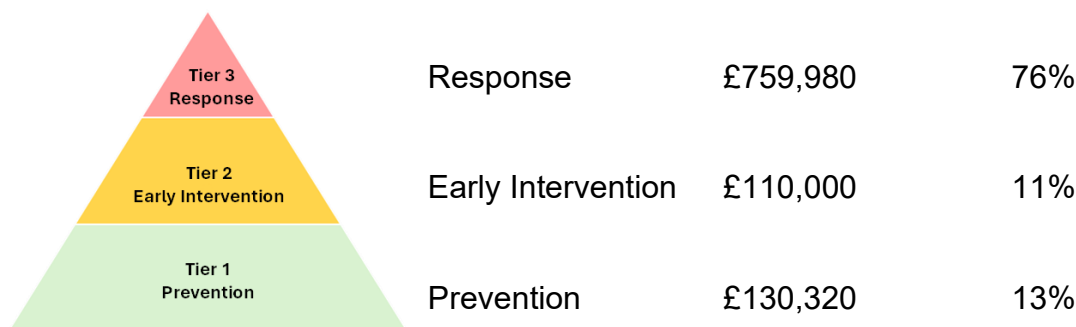 Tier 3
Response
Response £759,980 76%
Tier 2
Early Intervention
Early Intervention £110,000 11%
Tier 1
Prevention
Prevention £130,320 13%